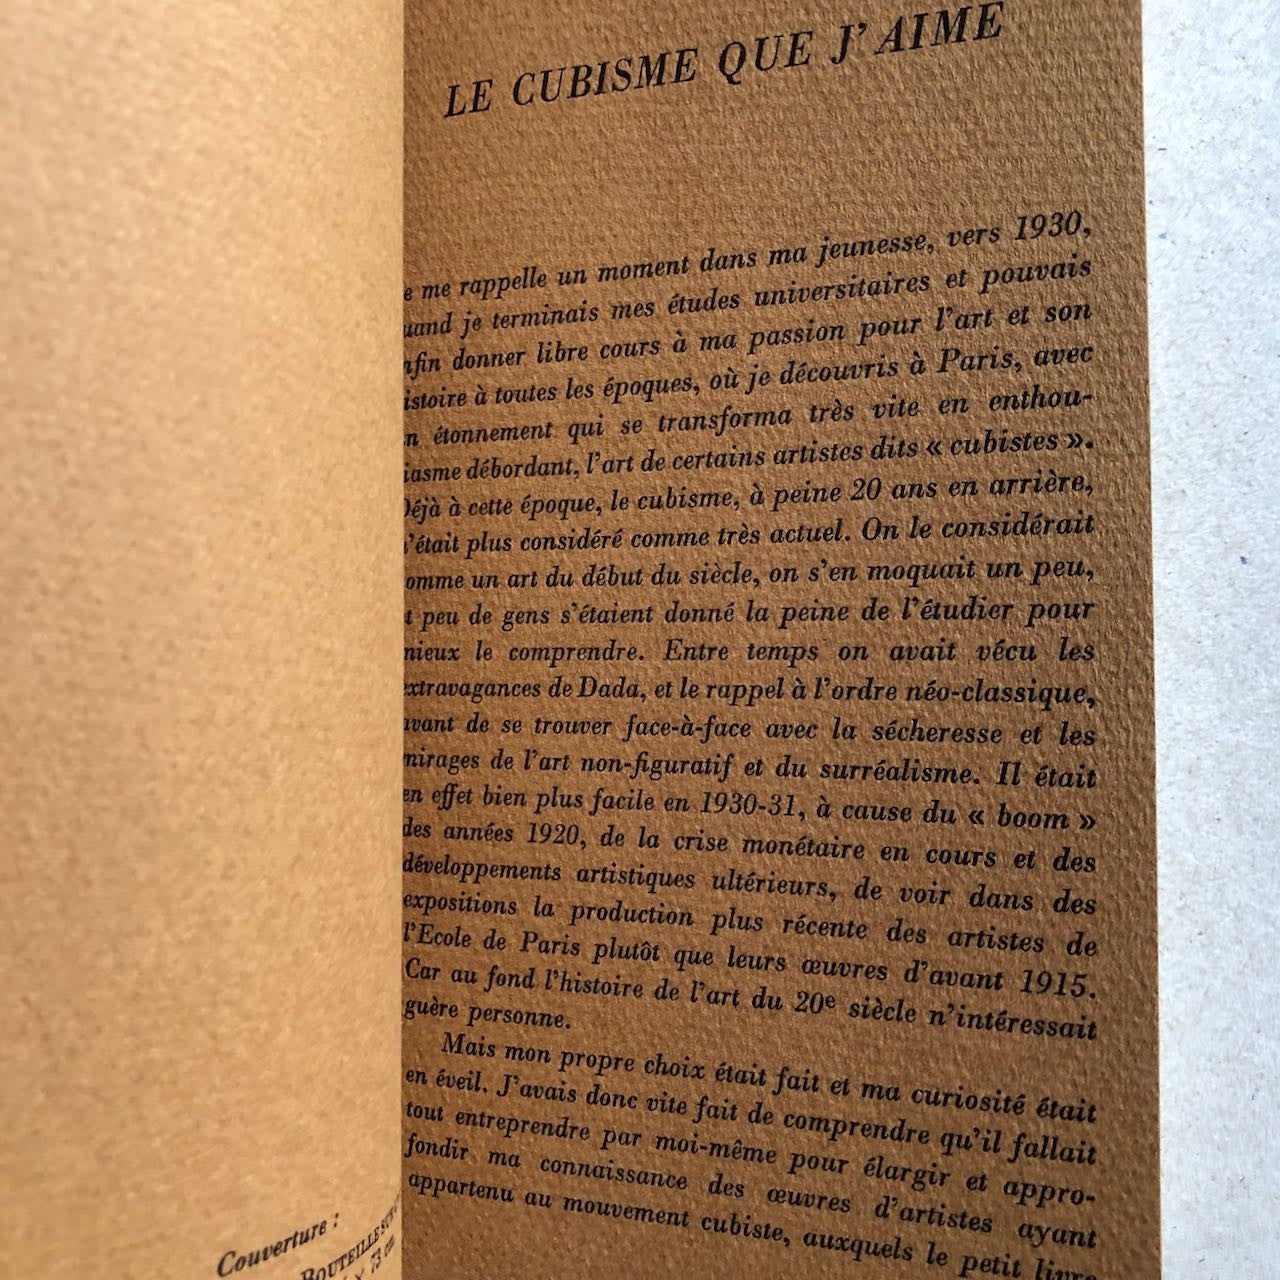 LE CUBISME QUE J'AIME
e me rappelle un moment dans ma jeunesse, vers 1930,
uand je terminais mes études universitaires et pouvais
nfin donner libre cours à ma passion pour l'art et son
istoire à toutes les époques, où je découvris à Paris, avec
n étonnement qui se transforma très vite en enthou-
iasme débordant, l'art de certains artistes dits « cubistes ».
Déjà à cette époque, le cubisme, à peine 20 ans en arrière,
n'était plus considéré comme très actuel. On le considérait
omme un art du début du siècle, on s'en moquait un peu,
t peu de gens s'étaient donné la peine de l'étudier pour
mieux le comprendre. Entre temps on avait vécu les
extravagances de Dada, et le rappel à l'ordre néo-classique,
avant de se trouver face-à-face avec la sécheresse et les
mirages de l'art non-figuratif et du surréalisme. Il était
en effet bien plus facile en 1930-31, à cause du « boom »
des années 1920, de la crise monétaire en cours et des
développements artistiques ultérieurs, de voir dans des
expositions la production plus récente des artistes de
l'Ecole de Paris plutôt que leurs œuvres d'avant 1915.
Car au fond l'histoire de l'art du 20e siècle n'intéressait
guère personne.
Mais mon propre choix était fait et ma curiosité était
en éveil. J'avais donc vite fait de comprendre qu'il fallait
tout entreprendre par moi-même pour élargir et appro-
fondir ma connaissance des œuvres d'artistes ayant
appartenu au mouvement cubiste, auxquels le petit livre
Couverture :
BOUTEILLE
× 73 cm